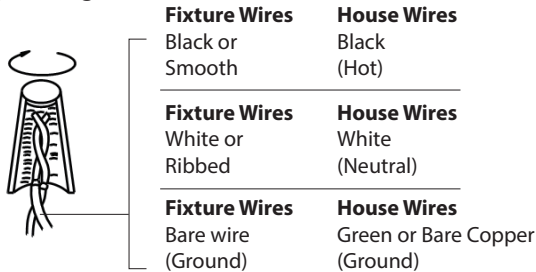 Fixture Wires House Wires
Black or Black
Smooth (Hot)
Fixture Wires House Wires
White or White
Ribbed (Neutral)
Fixture Wires House Wires
Bare wire Green or Bare Copper
(Ground) (Ground)